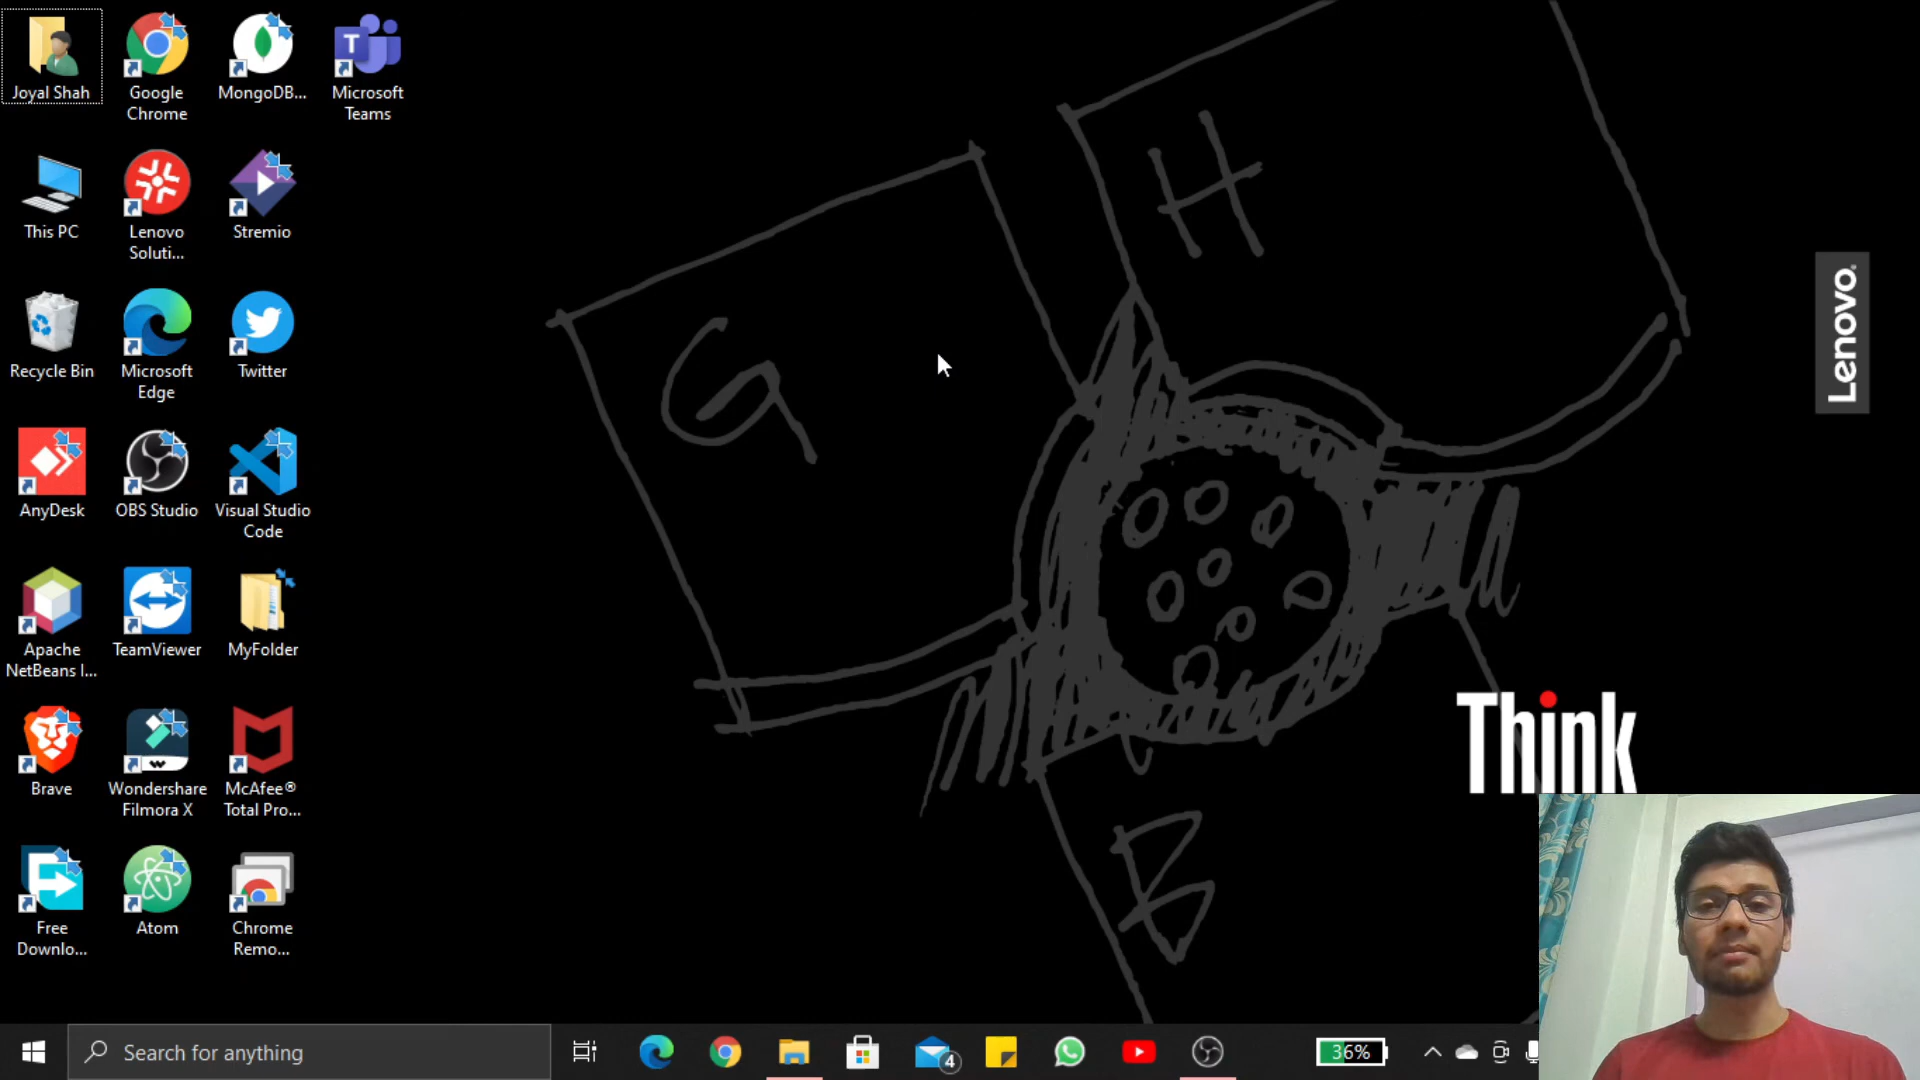 Joyal Shah
Google
Chrome
MongoDB...
T
Microsoft
Teams
This PC
Lenovo
Soluti...
Stremio
Recycle Bin
Microsoft
Edge
Twitter
AnyDesk
OBS Studio
Visual Studio
Code
Apache
NetBeans I...
TeamViewer
MyFolder
Brave
Wondershare
Filmora X
McAfee®
Total Pro...
Free
Downlo...
Atom
Chrome
Remo...
G
H
B
Lenovo
Think
Search for anything
4
36%